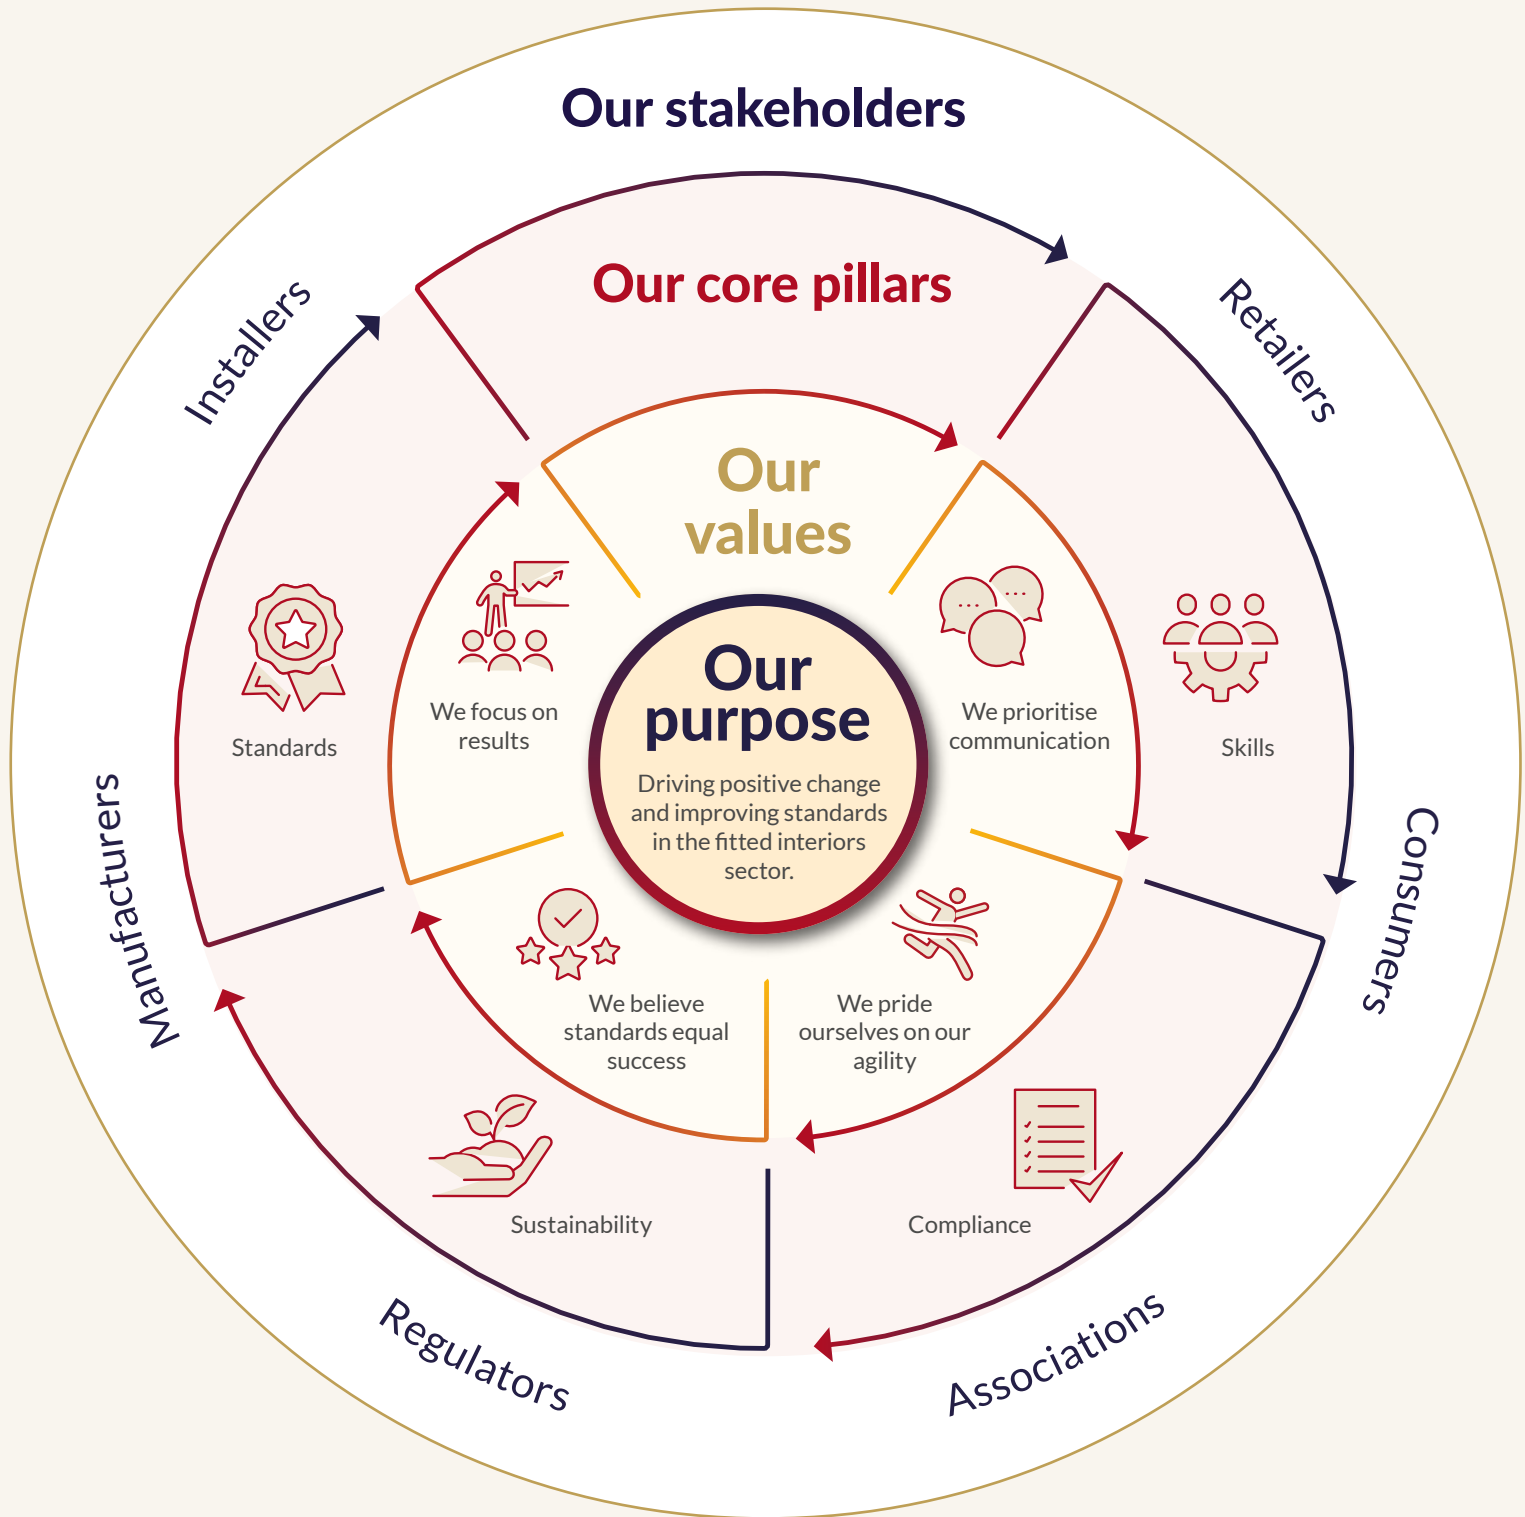 Our stakeholders
Installers
Retailers
Consumers
Associations
Regulators
Manufacturers
Our core pillars
Standards
Skills
Compliance
Sustainability
Our
values
We focus on
results
We prioritise
communication
We pride
ourselves on our
agility
We believe
standards equal
success
Our
purpose
Driving positive change
and improving standards
in the fitted interiors
sector.